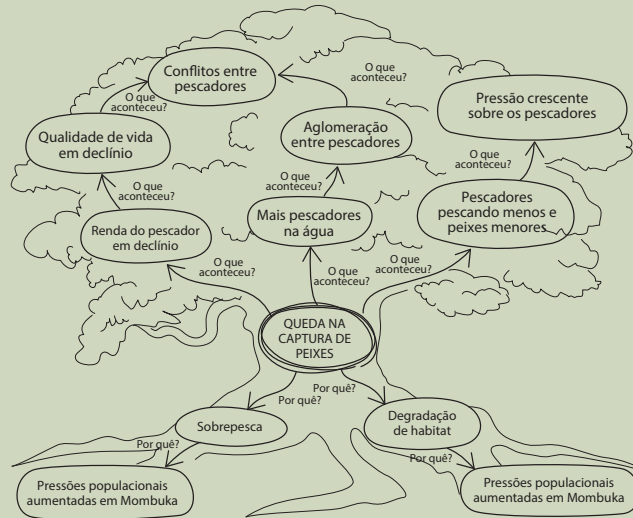 Conflitos entre
pescadores
O que
aconteceu?
O que
aconteceu?
Pressão crescente
sobre os pescadores
Qualidade de vida
em declínio
Aglomeração
entre pescadores
O que
aconteceu?
O que
aconteceu?
O que
aconteceu?
Renda do pescador
em declínio
Mais pescadores
na água
Pescadores
pescando menos e
peixes menores
O que
aconteceu?
O que
aconteceu?
O que
aconteceu?
QUEDA NA
CAPTURA DE
PEIXES
Por quê?
Por quê?
Sobrepesca
Degradação
de habitat
Por quê?
Por quê?
Pressões populacionais
aumentadas em Mombuka
Pressões populacionais
aumentadas em Mombuka